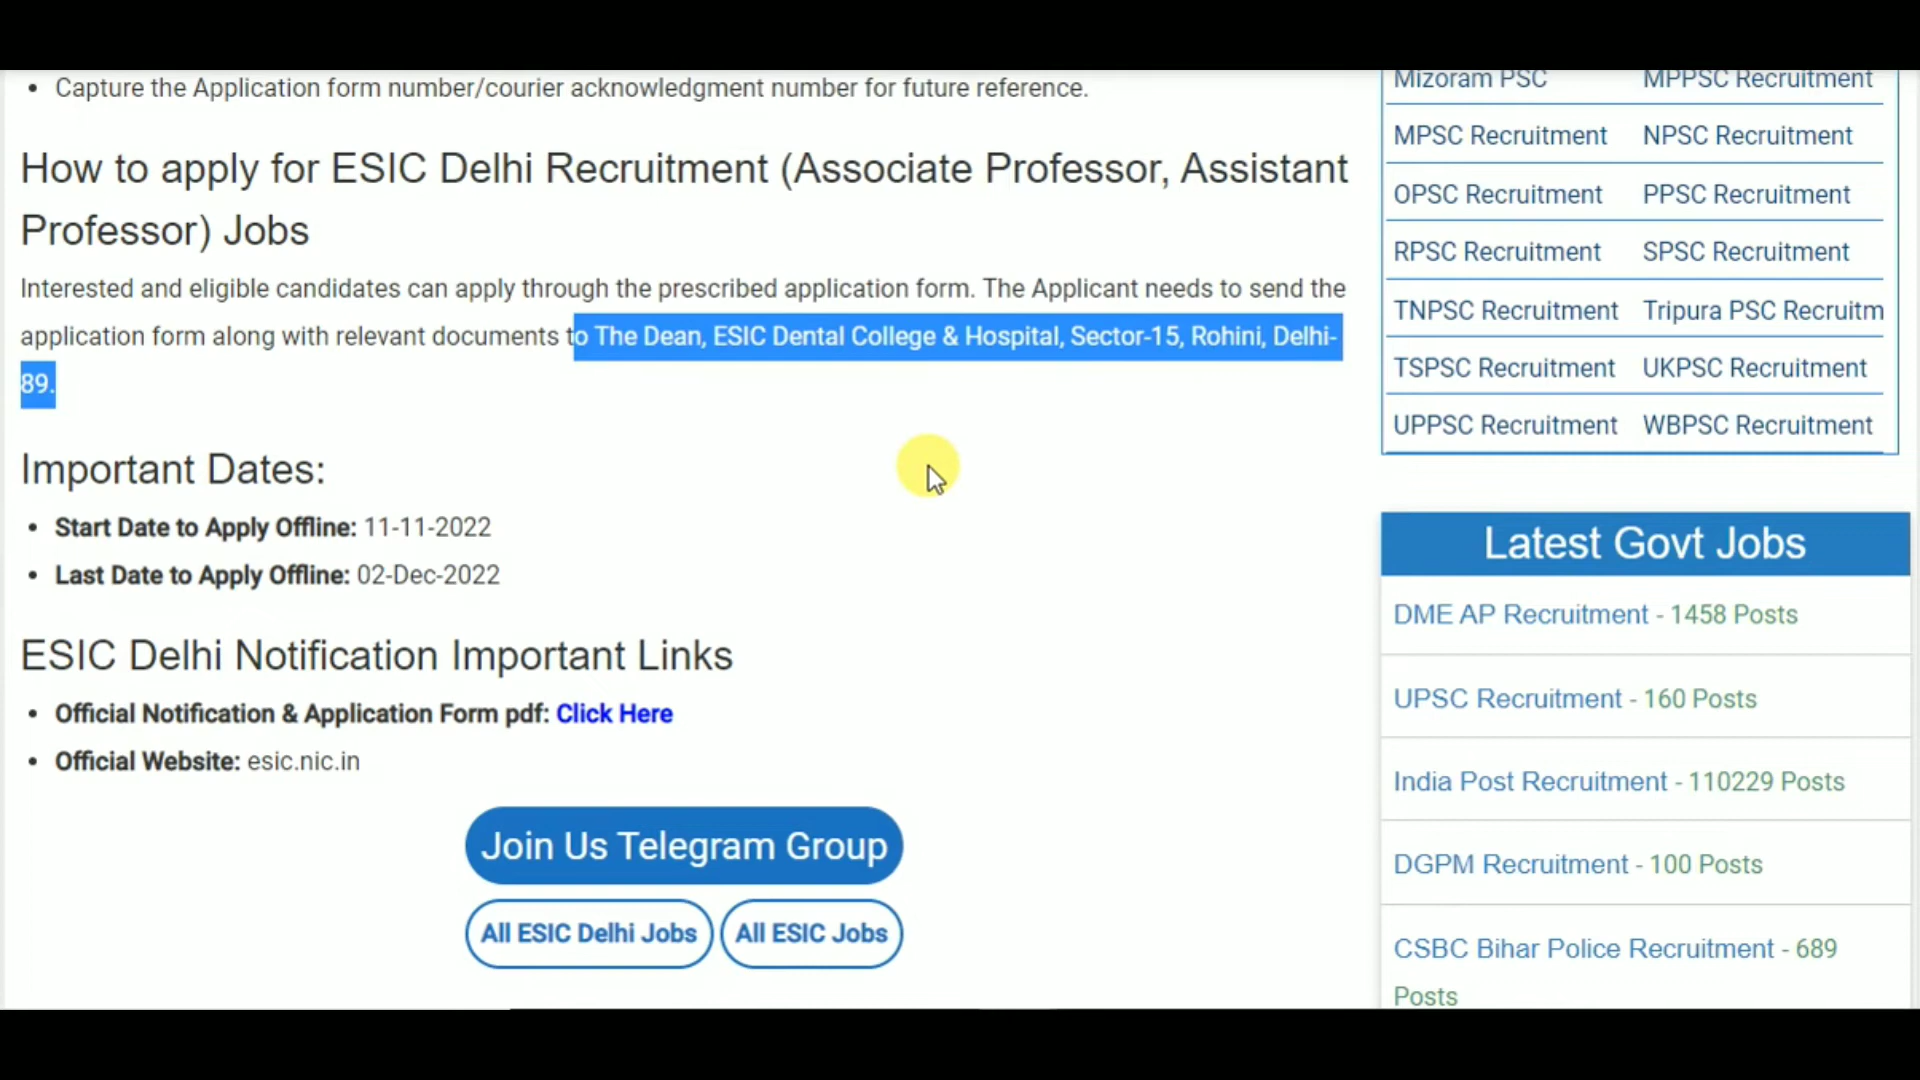 • Capture the Application form number/courier acknowledgment number for future reference.
How to apply for ESIC Delhi Recruitment (Associate Professor, Assistant
Professor) Jobs
Interested and eligible candidates can apply through the prescribed application form. The Applicant needs to send the
application form along with relevant documents to The Dean, ESIC Dental College & Hospital, Sector-15, Rohini, Delhi-
89.
Important Dates:
• Start Date to Apply Offline: 11-11-2022
• Last Date to Apply Offline: 02-Dec-2022
ESIC Delhi Notification Important Links
• Official Notification & Application Form pdf: Click Here
• Official Website: esic.nic.in
Join Us Telegram Group
All ESIC Delhi Jobs All ESIC Jobs
Mizoram PSC MPPSC Recruitment
MPSC Recruitment NPSC Recruitment
OPSC Recruitment PPSC Recruitment
RPSC Recruitment SPSC Recruitment
TNPSC Recruitment Tripura PSC Recruitm
TSPSC Recruitment UKPSC Recruitment
UPPSC Recruitment WBPSC Recruitment
Latest Govt Jobs
DME AP Recruitment - 1458 Posts
UPSC Recruitment - 160 Posts
India Post Recruitment - 110229 Posts
DGPM Recruitment - 100 Posts
CSBC Bihar Police Recruitment - 689
Posts